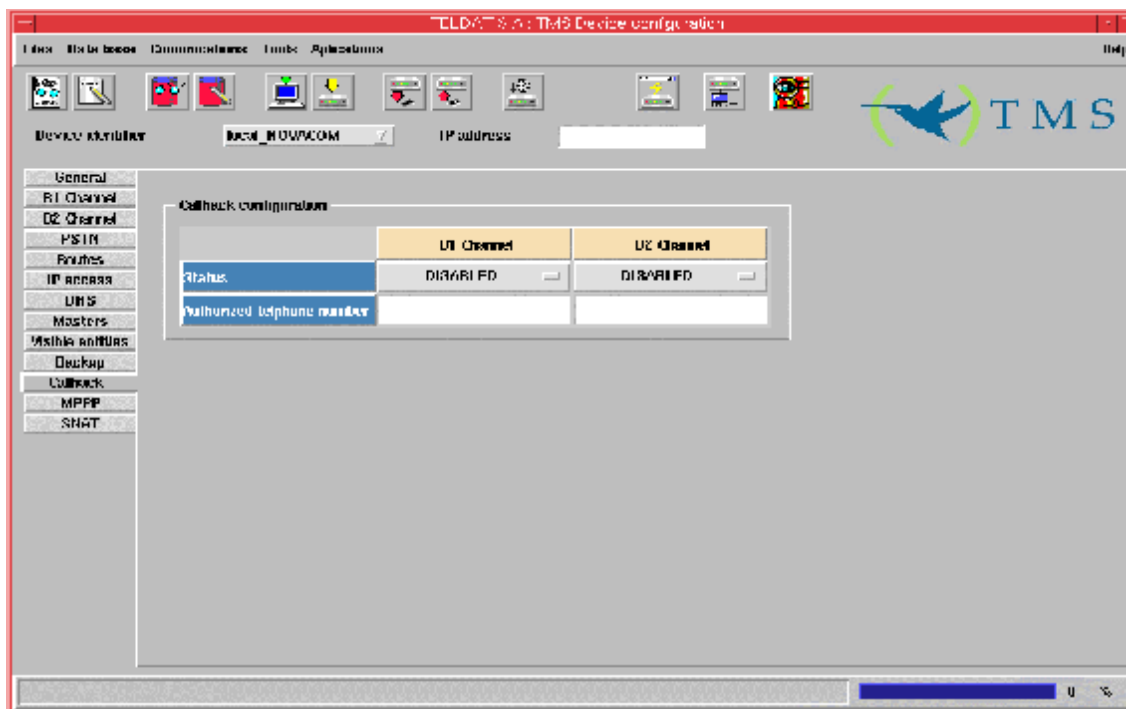 TELDAT S.A.: TMS Device configuration
Files Data base Communications Tools Aplications Help
Device identifier local_NOVACOM IP address
TMS
General
B1 Channel
B2 Channel
PSTN
Routes
IP access
DNS
Masters
Visible entities
Backup
Callback
MPPP
SNAT
Callback configuration
B1 Channel B2 Channel
Status DISABLED DISABLED
Authorized telphone number
0 %